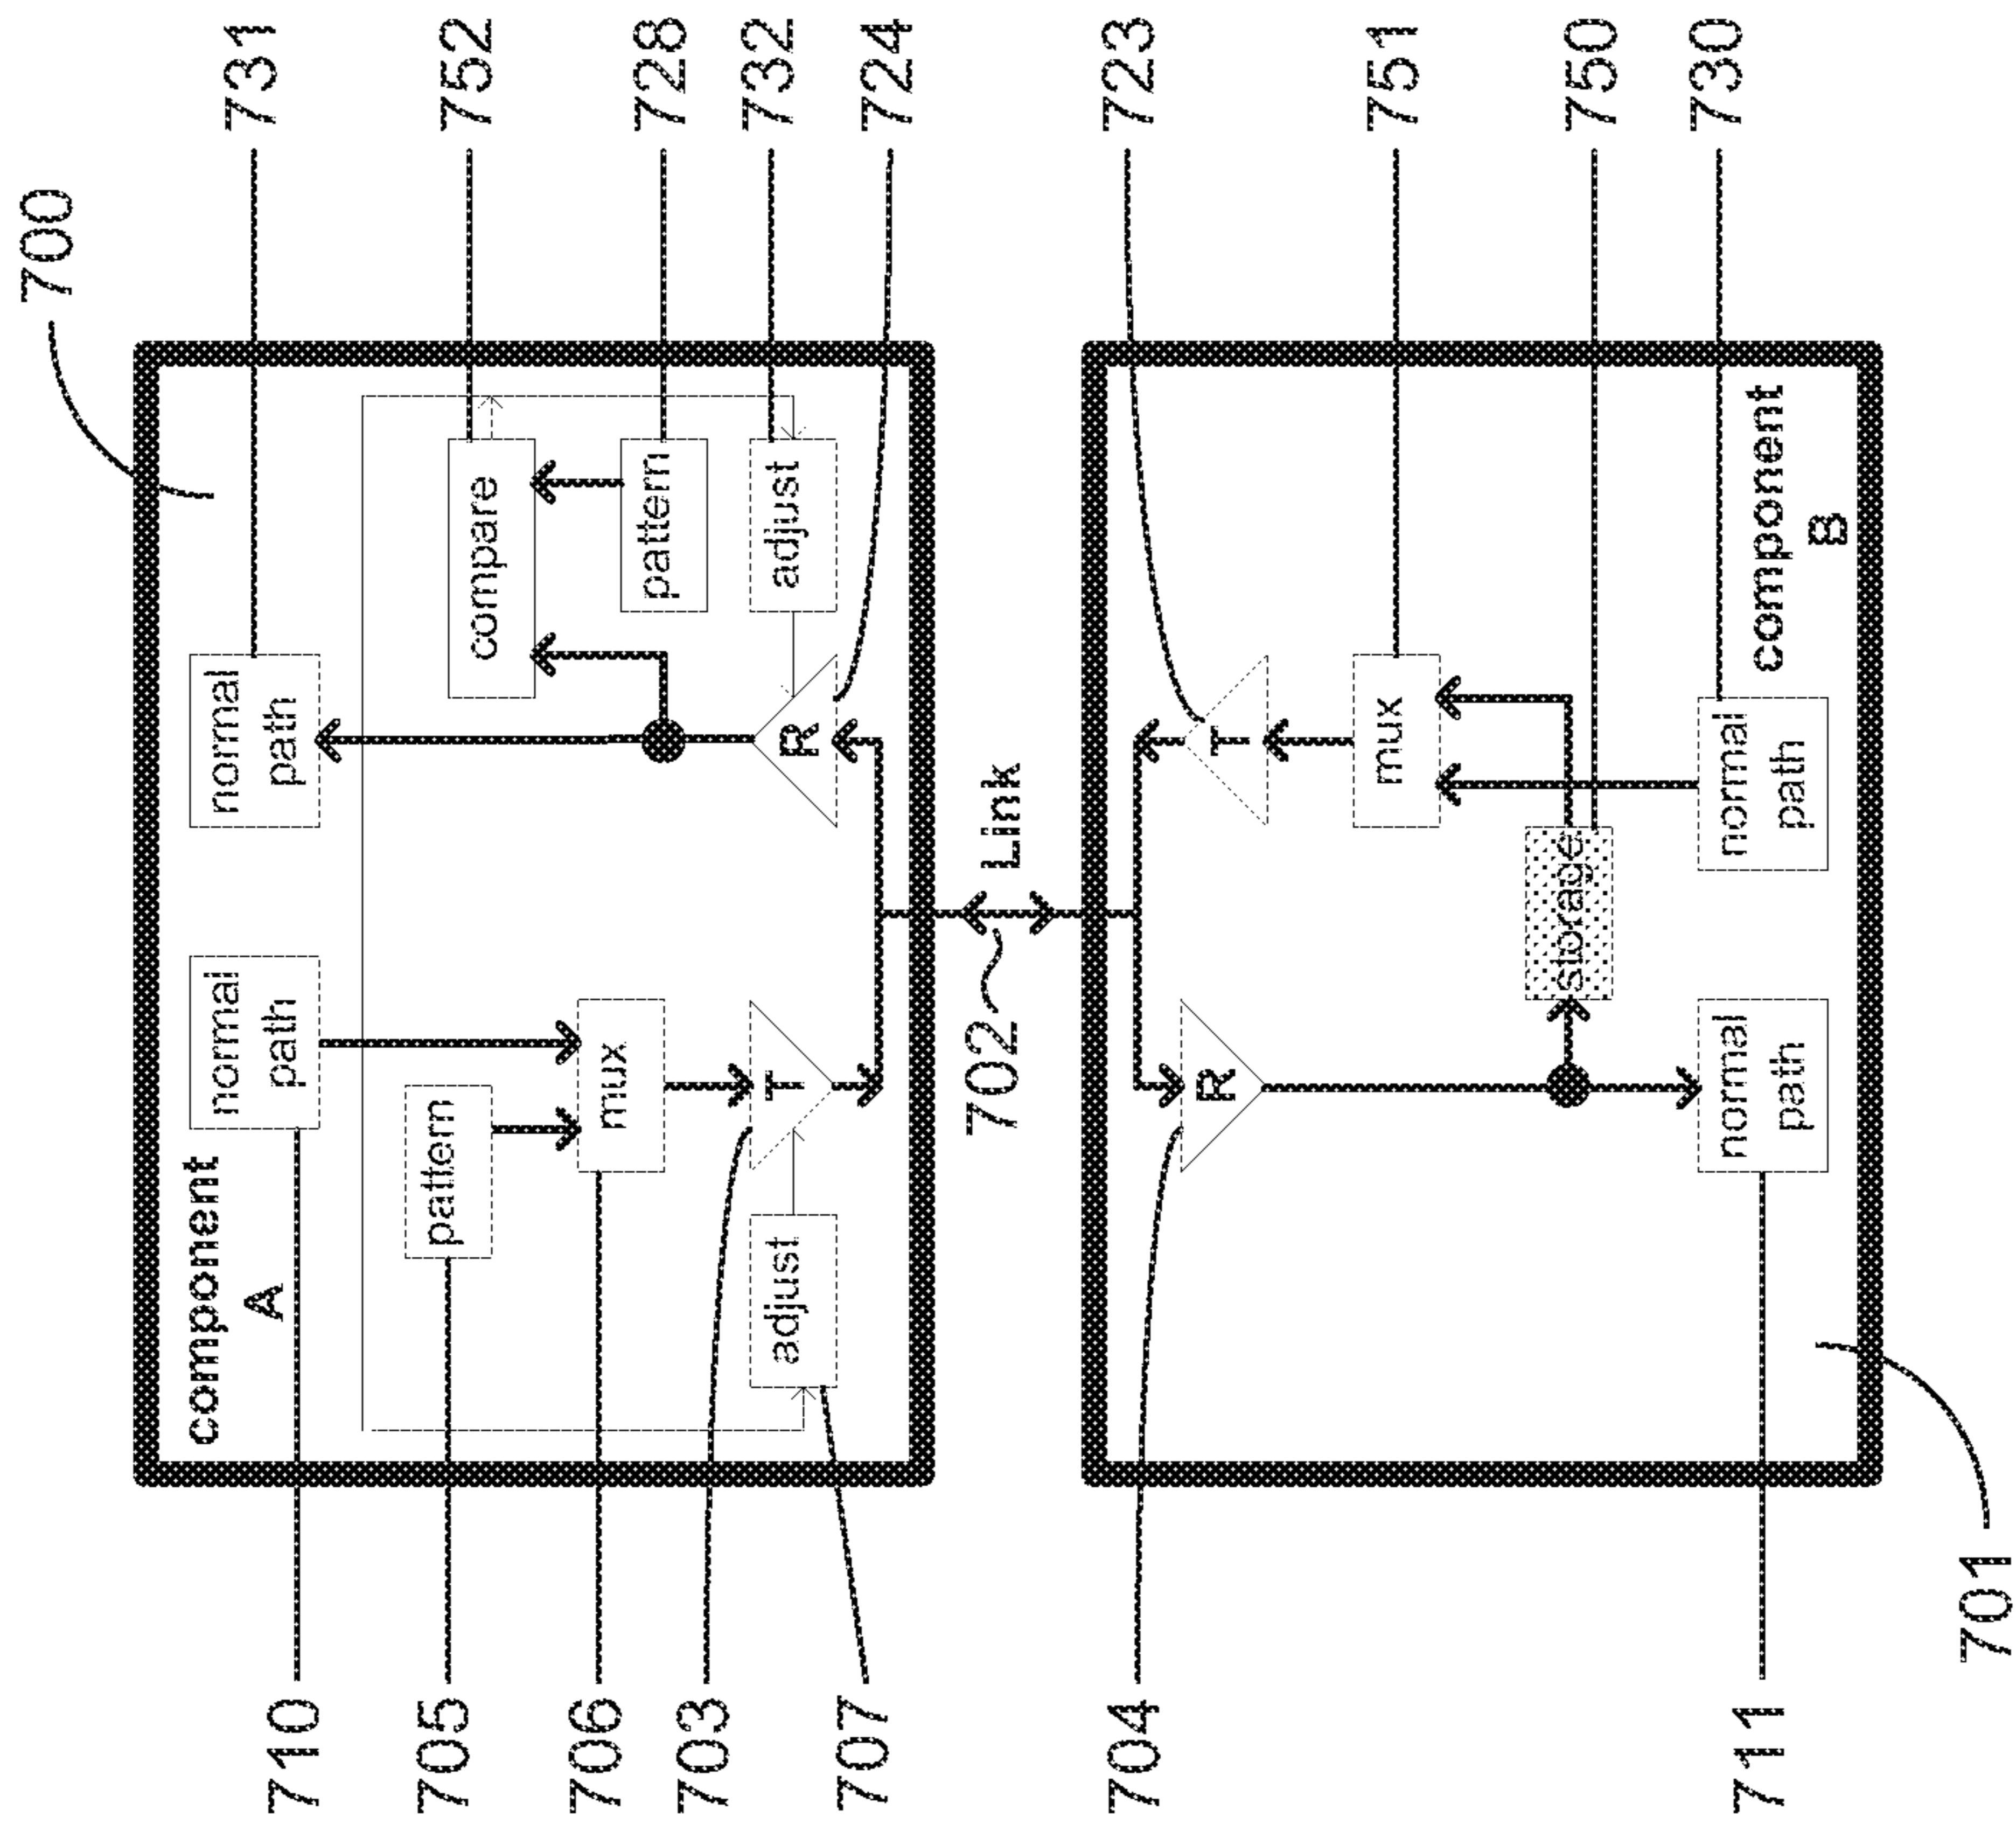 700
731
752
728
732
724
723
751
750
730
component
A
normal
path
normal
path
pattern
mux
T
adjust
compare
pattern
adjust
R
Link
702
R
T
mux
storage
normal
path
normal
path
component
B
710
705
706
703
707
704
711
701